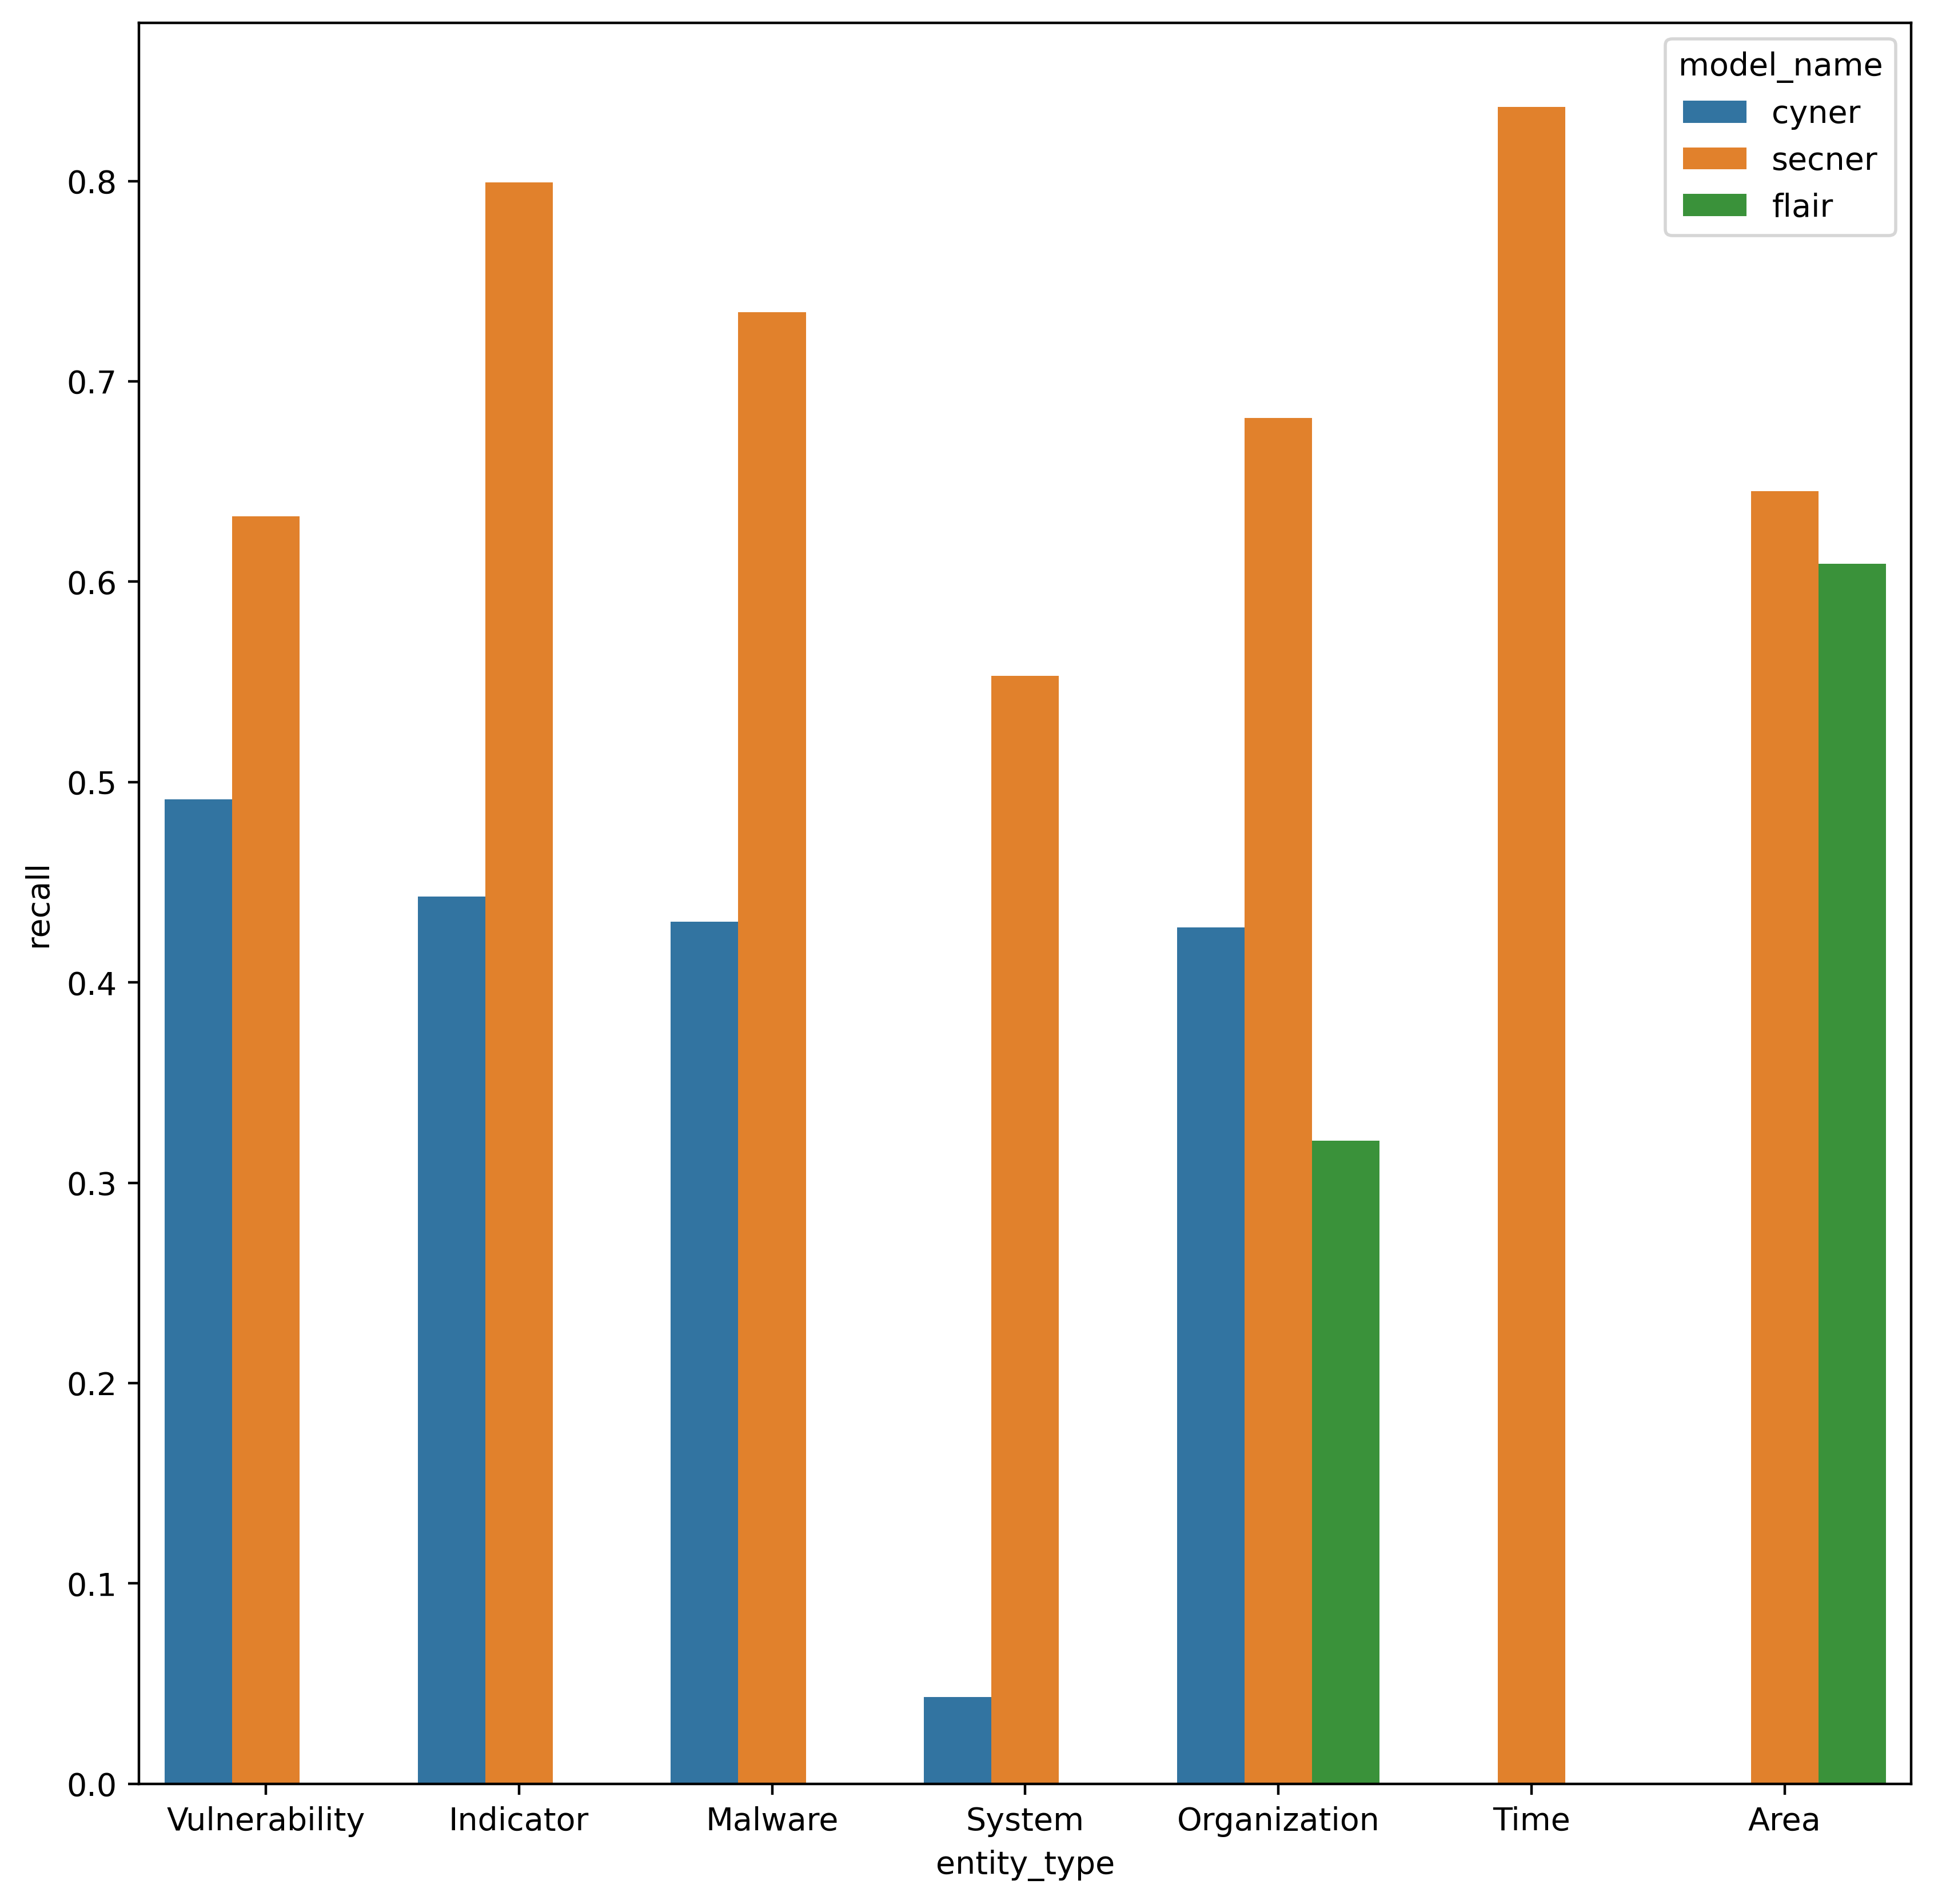 model_name
cyner
secner
flair
0.8
0.7
0.6
0.5
0.4
0.3
0.2
0.1
0.0
recall
Vulnerability Indicator Malware System Organization Time Area
entity_type